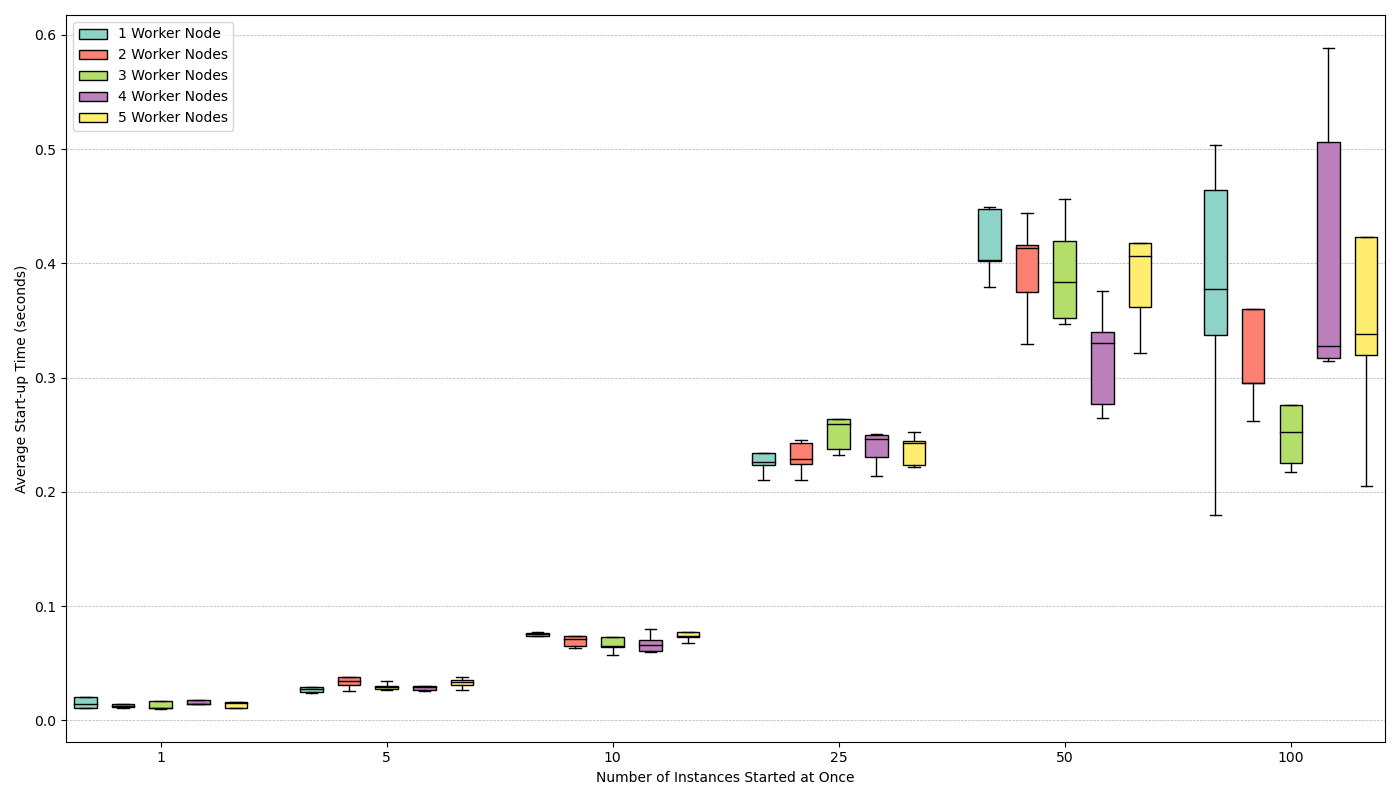 1 Worker Node
2 Worker Nodes
3 Worker Nodes
4 Worker Nodes
5 Worker Nodes
Average Start-up Time (seconds)
0.6
0.5
0.4
0.3
0.2
0.1
0.0
1 5 10 25 50 100
Number of Instances Started at Once